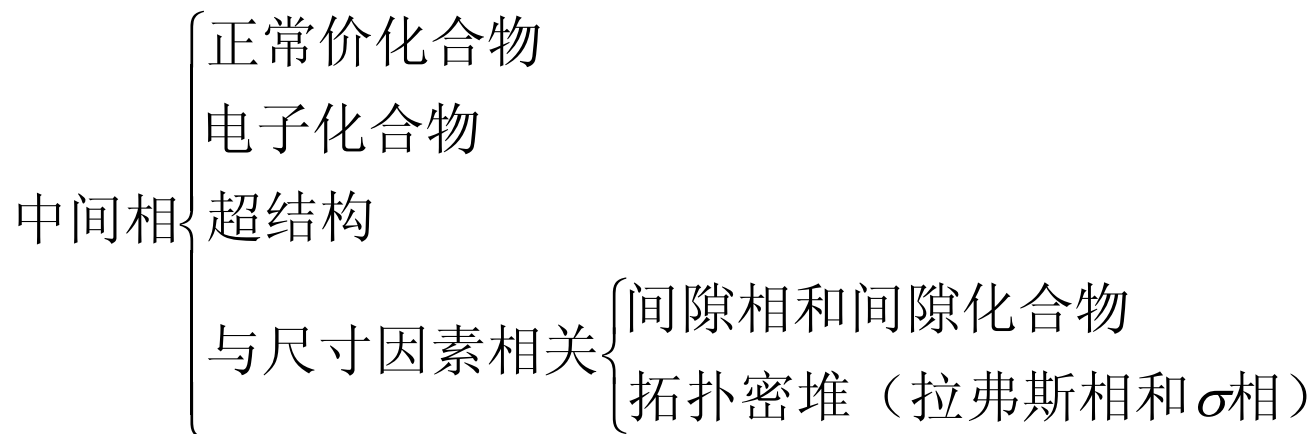 中间相
正常价化合物
电子化合物
超结构
与尺寸因素相关
间隙相和间隙化合物
拓扑密堆（拉弗斯相和σ相）